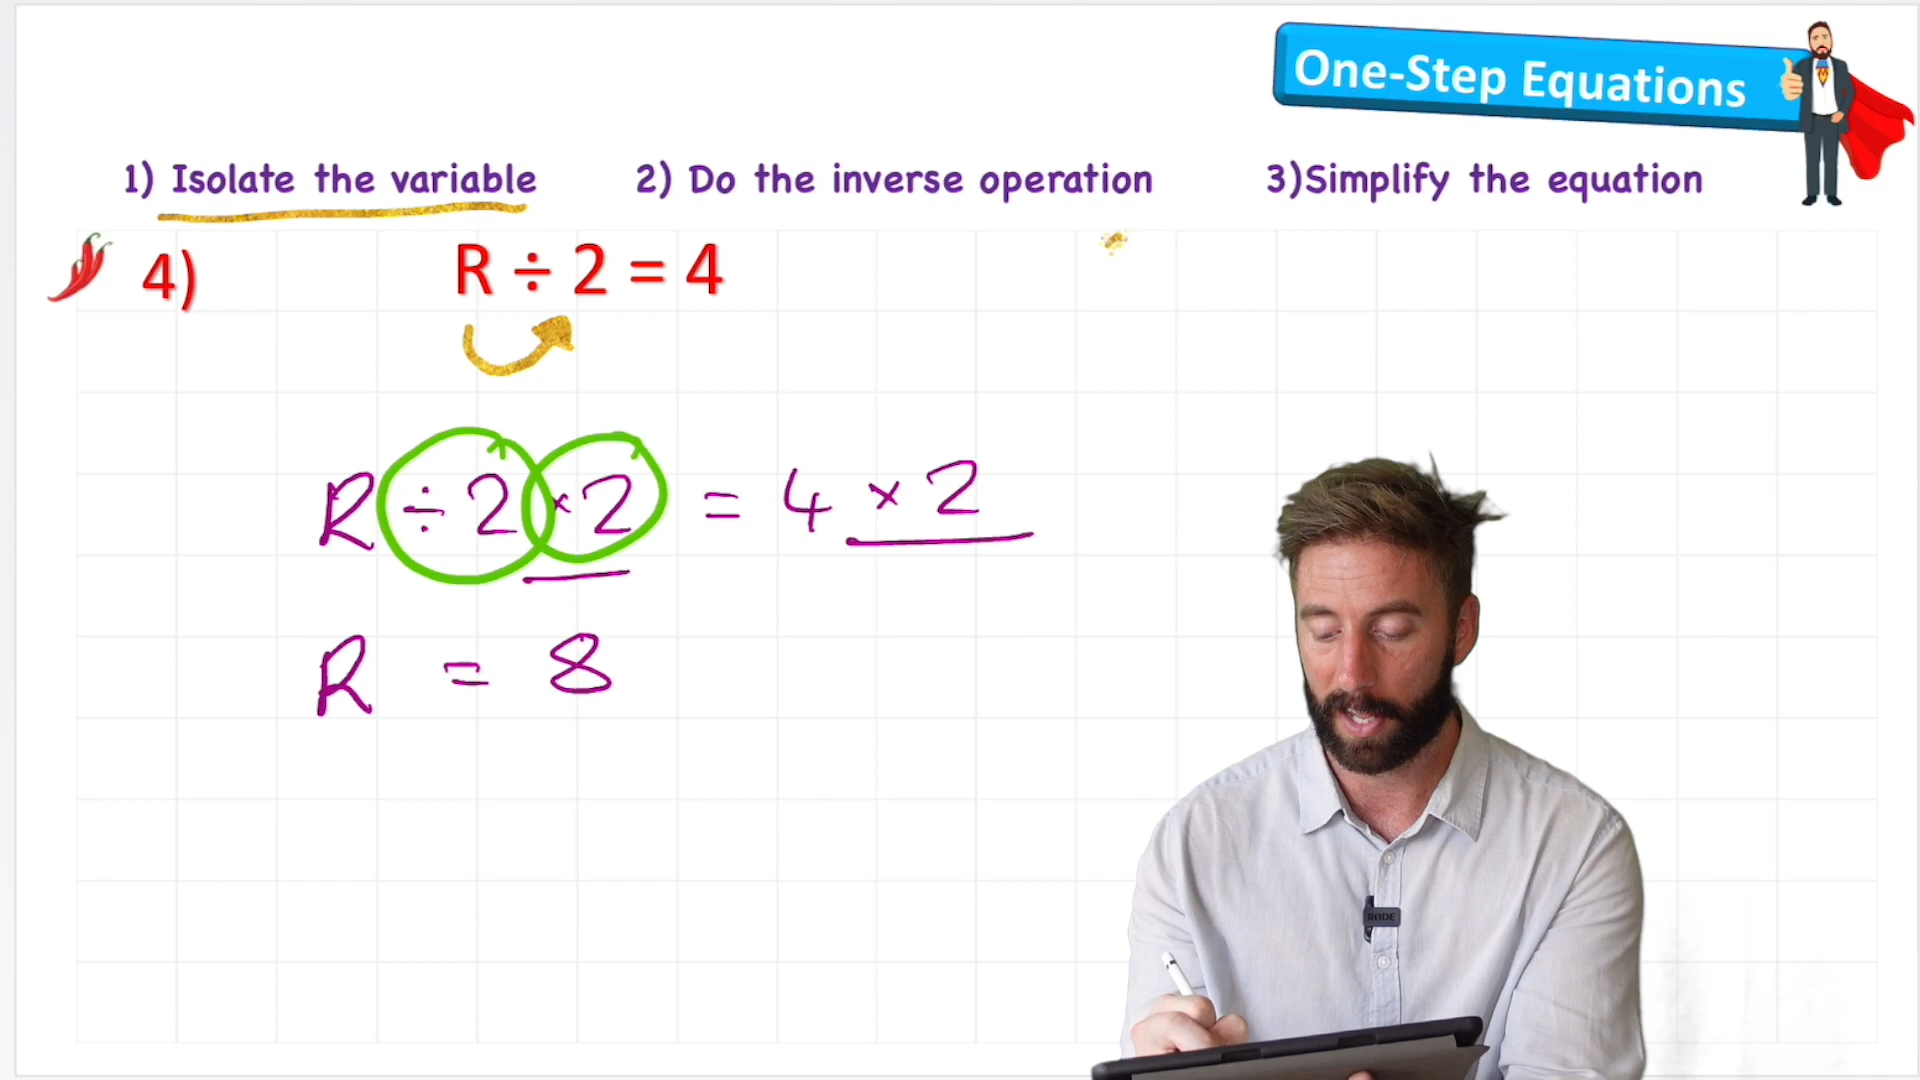 One-Step Equations
1) Isolate the variable 2) Do the inverse operation 3)Simplify the equation
4) R ÷ 2 = 4
R ÷ 2 × 2 = 4 × 2
R = 8
RØDE